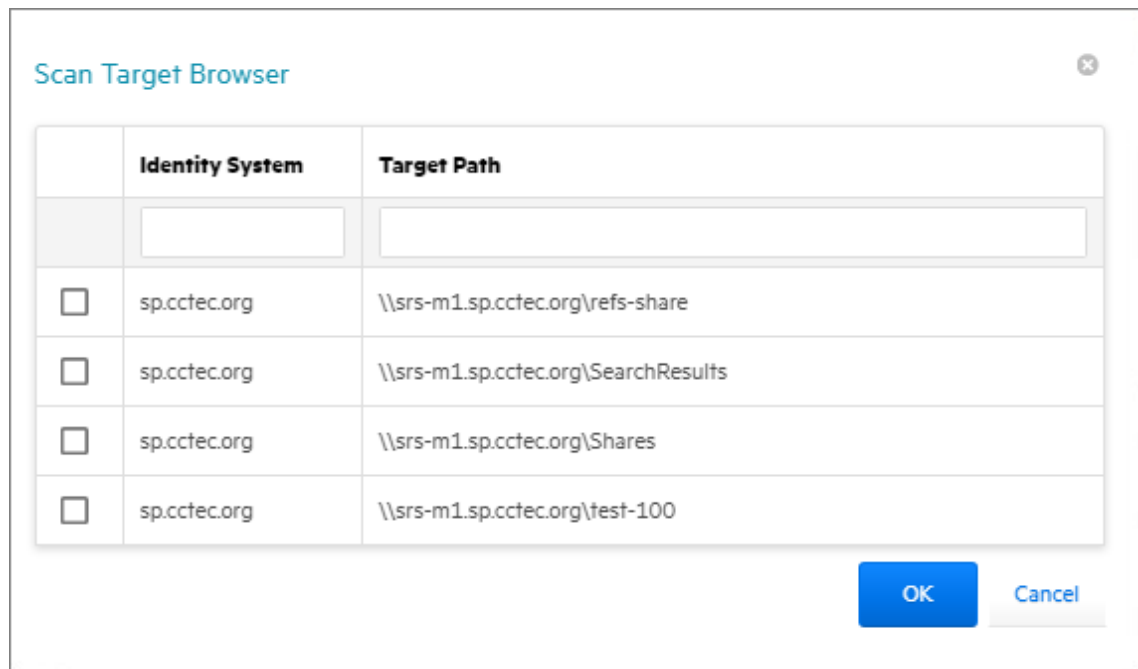 Scan Target Browser
Identity System Target Path
sp.cctec.org \\srs-m1.sp.cctec.org\refs-share
sp.cctec.org \\srs-m1.sp.cctec.org\SearchResults
sp.cctec.org \\srs-m1.sp.cctec.org\Shares
sp.cctec.org \\srs-m1.sp.cctec.org\test-100
OK Cancel